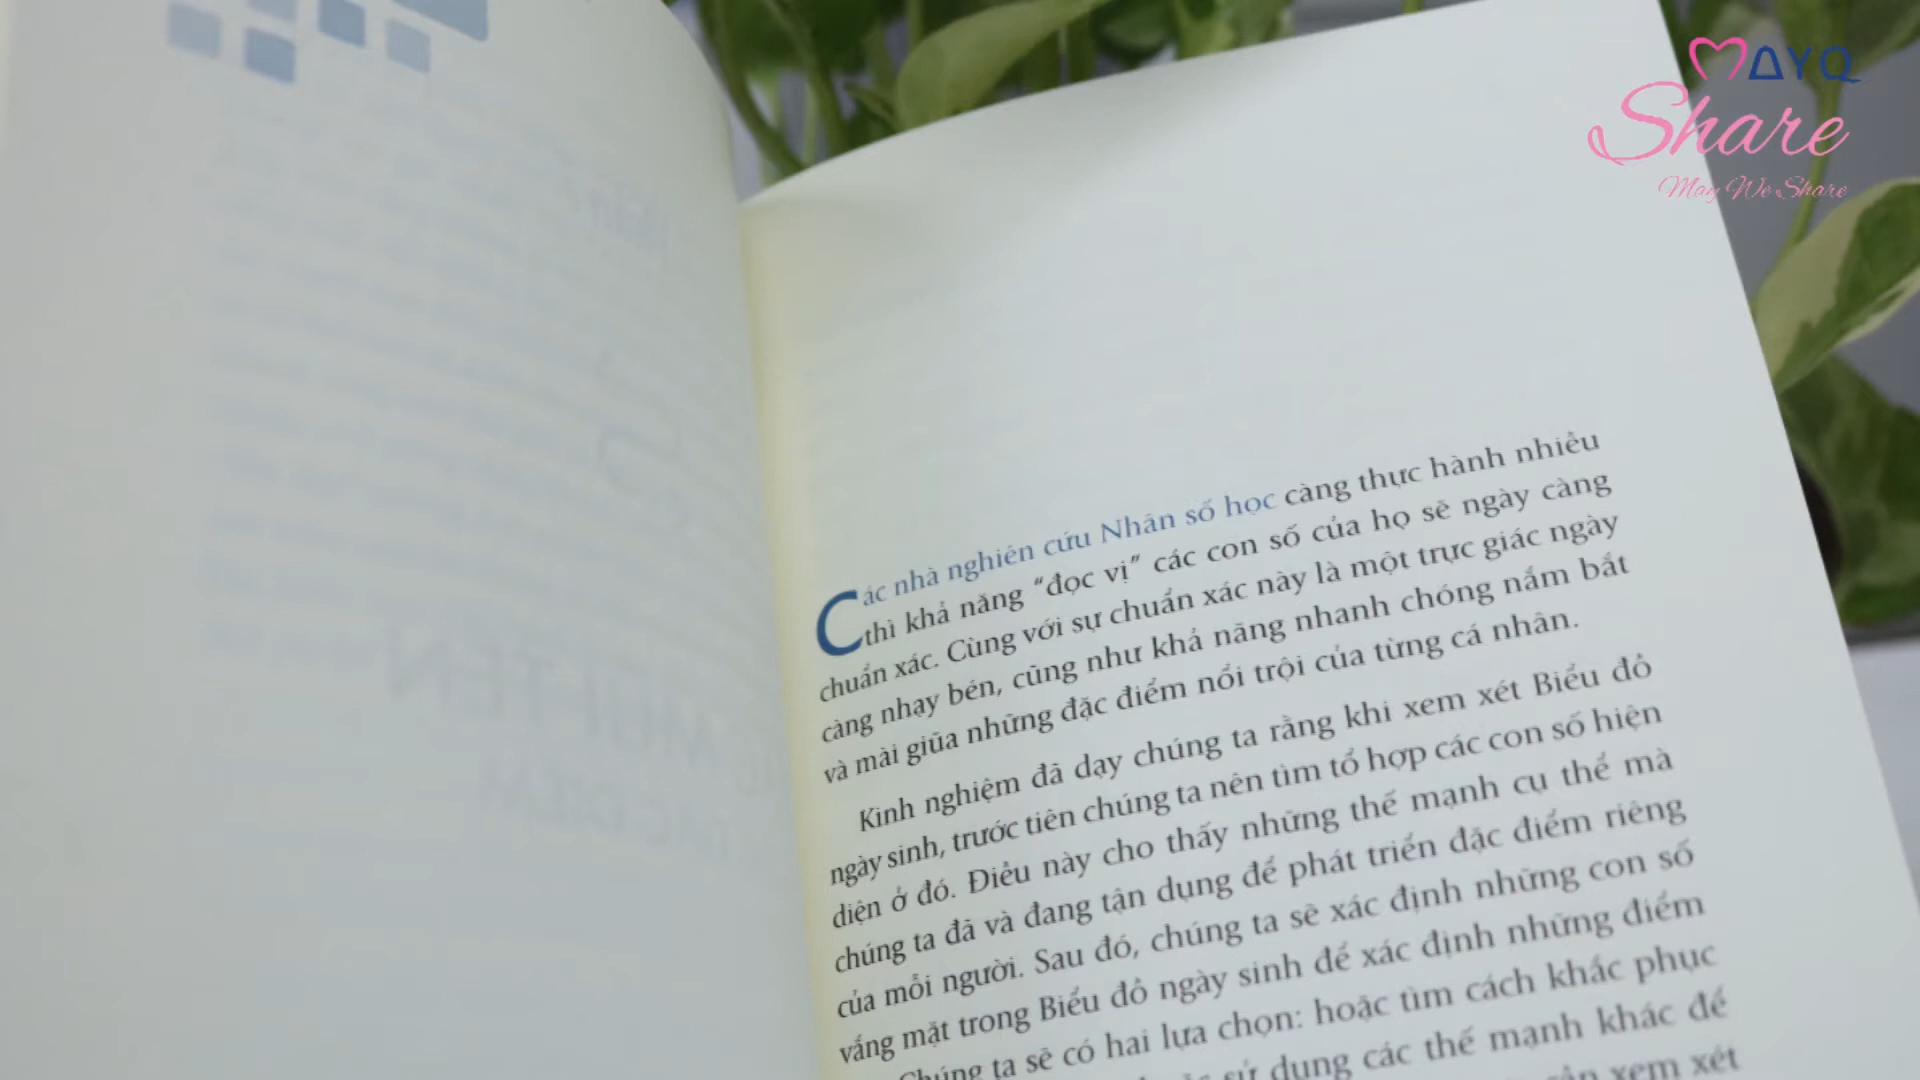 MAYQ
Share
May We Share
Các nhà nghiên cứu Nhân số học càng thực hành nhiều
thì khả năng “đọc vị” các con số của họ sẽ ngày càng
chuẩn xác. Cùng với sự chuẩn xác này là một trực giác ngày
càng nhạy bén, cũng như khả năng nhanh chóng nắm bắt
và mài giũa những đặc điểm nổi trội của từng cá nhân.
Kinh nghiệm đã dạy chúng ta rằng khi xem xét Biểu đồ
ngày sinh, trước tiên chúng ta nên tìm tổ hợp các con số hiện
diện ở đó. Điều này cho thấy những thế mạnh cụ thể mà
chúng ta đã và đang tận dụng để phát triển đặc điểm riêng
của mỗi người. Sau đó, chúng ta sẽ xác định những con số
vắng mặt trong Biểu đồ ngày sinh để xác định những điểm
Chúng ta sẽ có hai lựa chọn: hoặc tìm cách khắc phục
sử dụng các thế mạnh khác để
xem xét